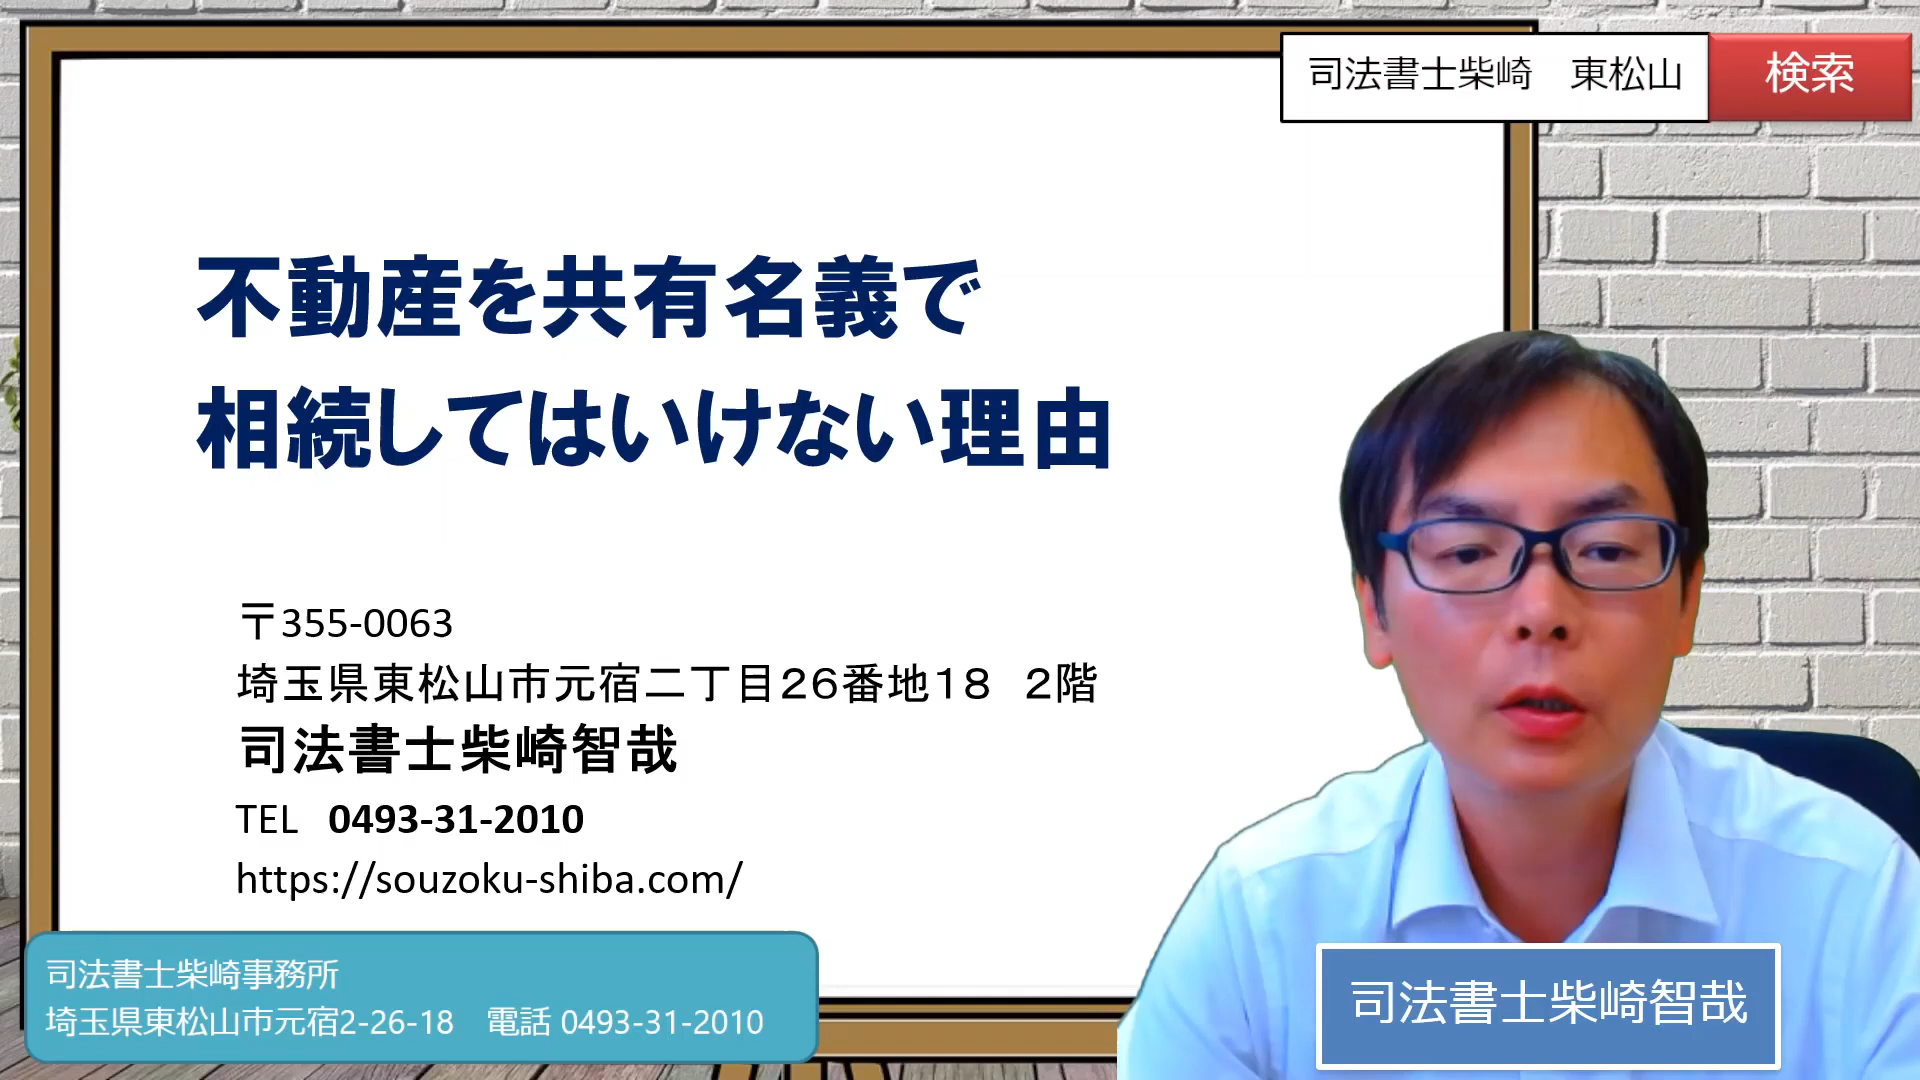 司法書士柴崎　東松山
検索
不動産を共有名義で
相続してはいけない理由
〒355-0063
埼玉県東松山市元宿二丁目２６番地１８　２階
司法書士柴崎智哉
TEL 0493-31-2010
https://souzoku-shiba.com/
司法書士柴崎事務所
埼玉県東松山市元宿2-26-18　電話 0493-31-2010
司法書士柴崎智哉